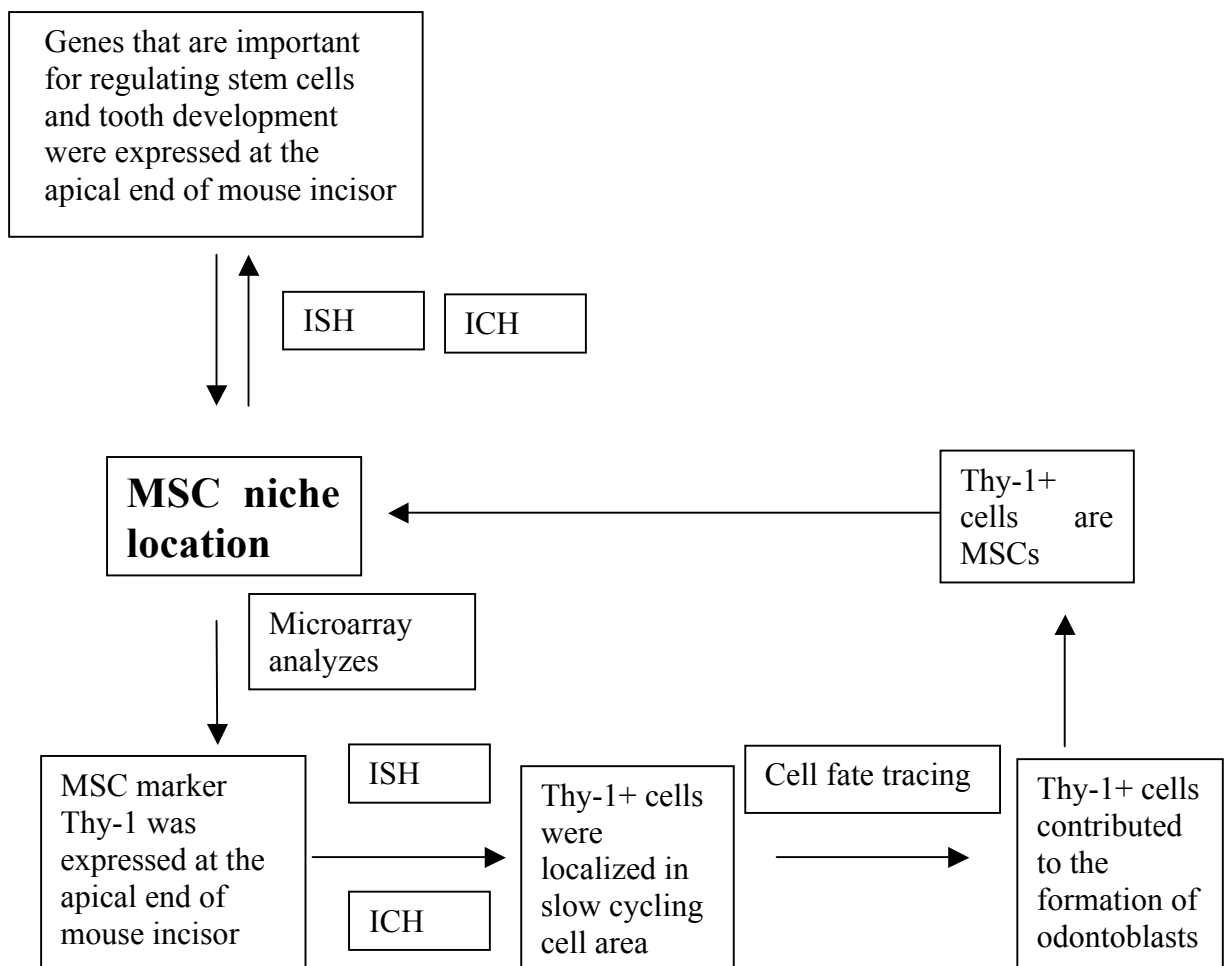 Genes that are important
for regulating stem cells
and tooth development
were expressed at the
apical end of mouse incisor
ISH
ICH
MSC niche
location
Thy-1+
cells are
MSCs
Microarray
analyzes
MSC marker
Thy-1 was
expressed at the
apical end of
mouse incisor
ISH
ICH
Thy-1+ cells
were
localized in
slow cycling
cell area
Cell fate tracing
Thy-1+ cells
contributed
to the
formation of
odontoblasts